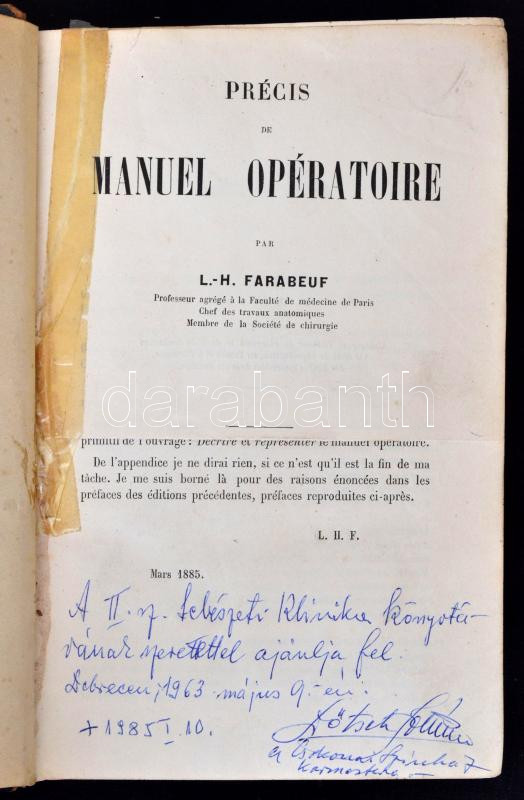 PRÉCIS
DE
MANUEL OPÉRATOIRE
PAR
L.-H. FARABEUF
Professeur agrégé à la Faculté de médecine de Paris
Chef des travaux anatomiques
Membre de la Société de chirurgie
darabanth
primitif de l'ouvrage : Décrire et représenter le manuel opératoire.
De l'appendice je ne dirai rien, si ce n'est qu'il est la fin de ma
tâche. Je me suis borné là pour des raisons énoncées dans les
préfaces des éditions précédentes, préfaces reproduites ci-après.
L. H. F.
Mars 1885.
A II. sz. Sebészeti Klinika könyvtá-
rának szeretettel ajánlja fel
Debrecen, 1963 május 9.-én.
+ 1985 I. 10.
a Csokonai Színház
karmestere